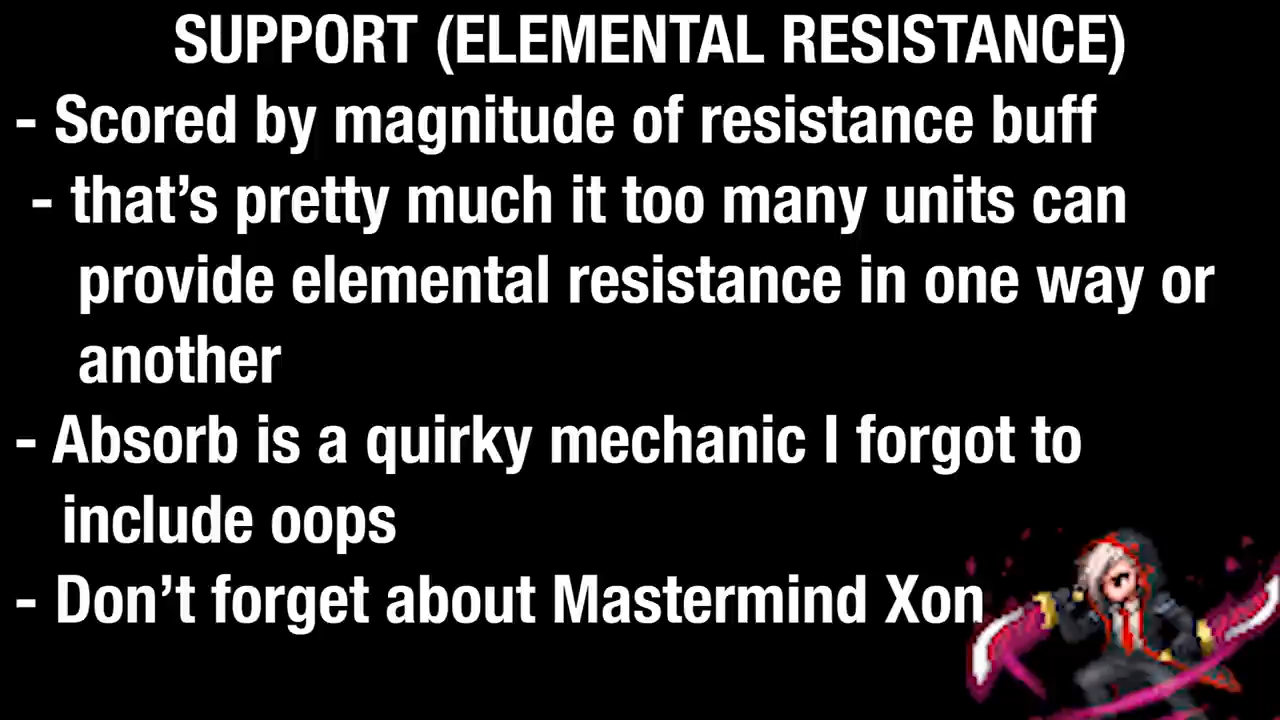 SUPPORT (ELEMENTAL RESISTANCE)
- Scored by magnitude of resistance buff
- that’s pretty much it too many units can
provide elemental resistance in one way or
another
- Absorb is a quirky mechanic I forgot to
include oops
- Don’t forget about Mastermind Xon